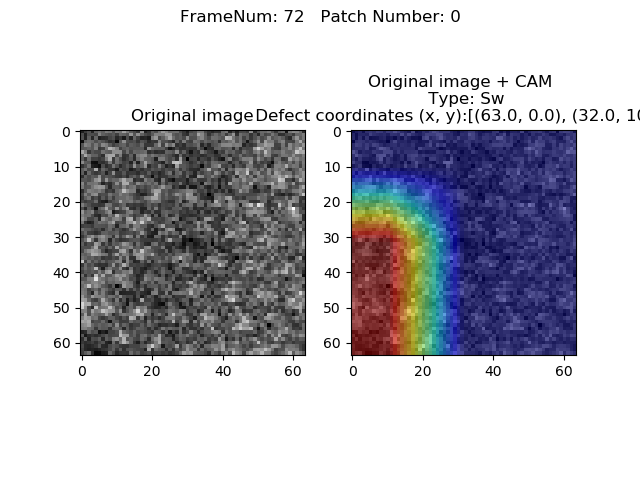 FrameNum: 72   Patch Number: 0
Original image + CAM
Type: Sw
Original image
Defect coordinates (x, y):[(63.0, 0.0), (32.0, 10
0
10
20
30
40
50
60
0 20 40 60
0
10
20
30
40
50
60
0 20 40 60